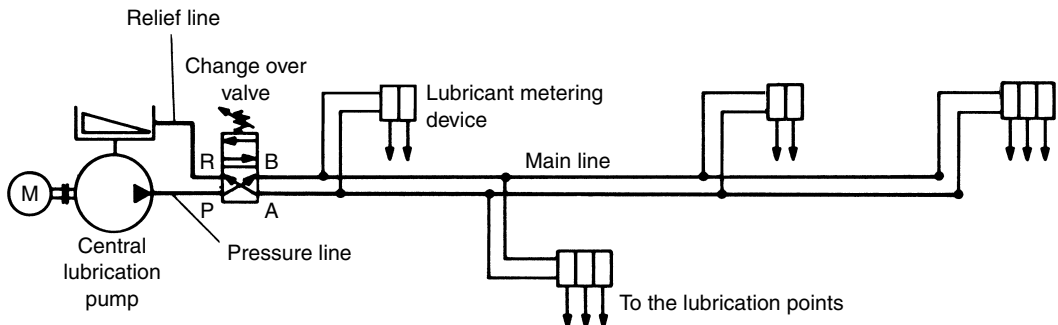 Relief line
Change over
valve
Lubricant metering
device
R
B
Main line
M
P
A
Central
lubrication
pump
Pressure line
To the lubrication points